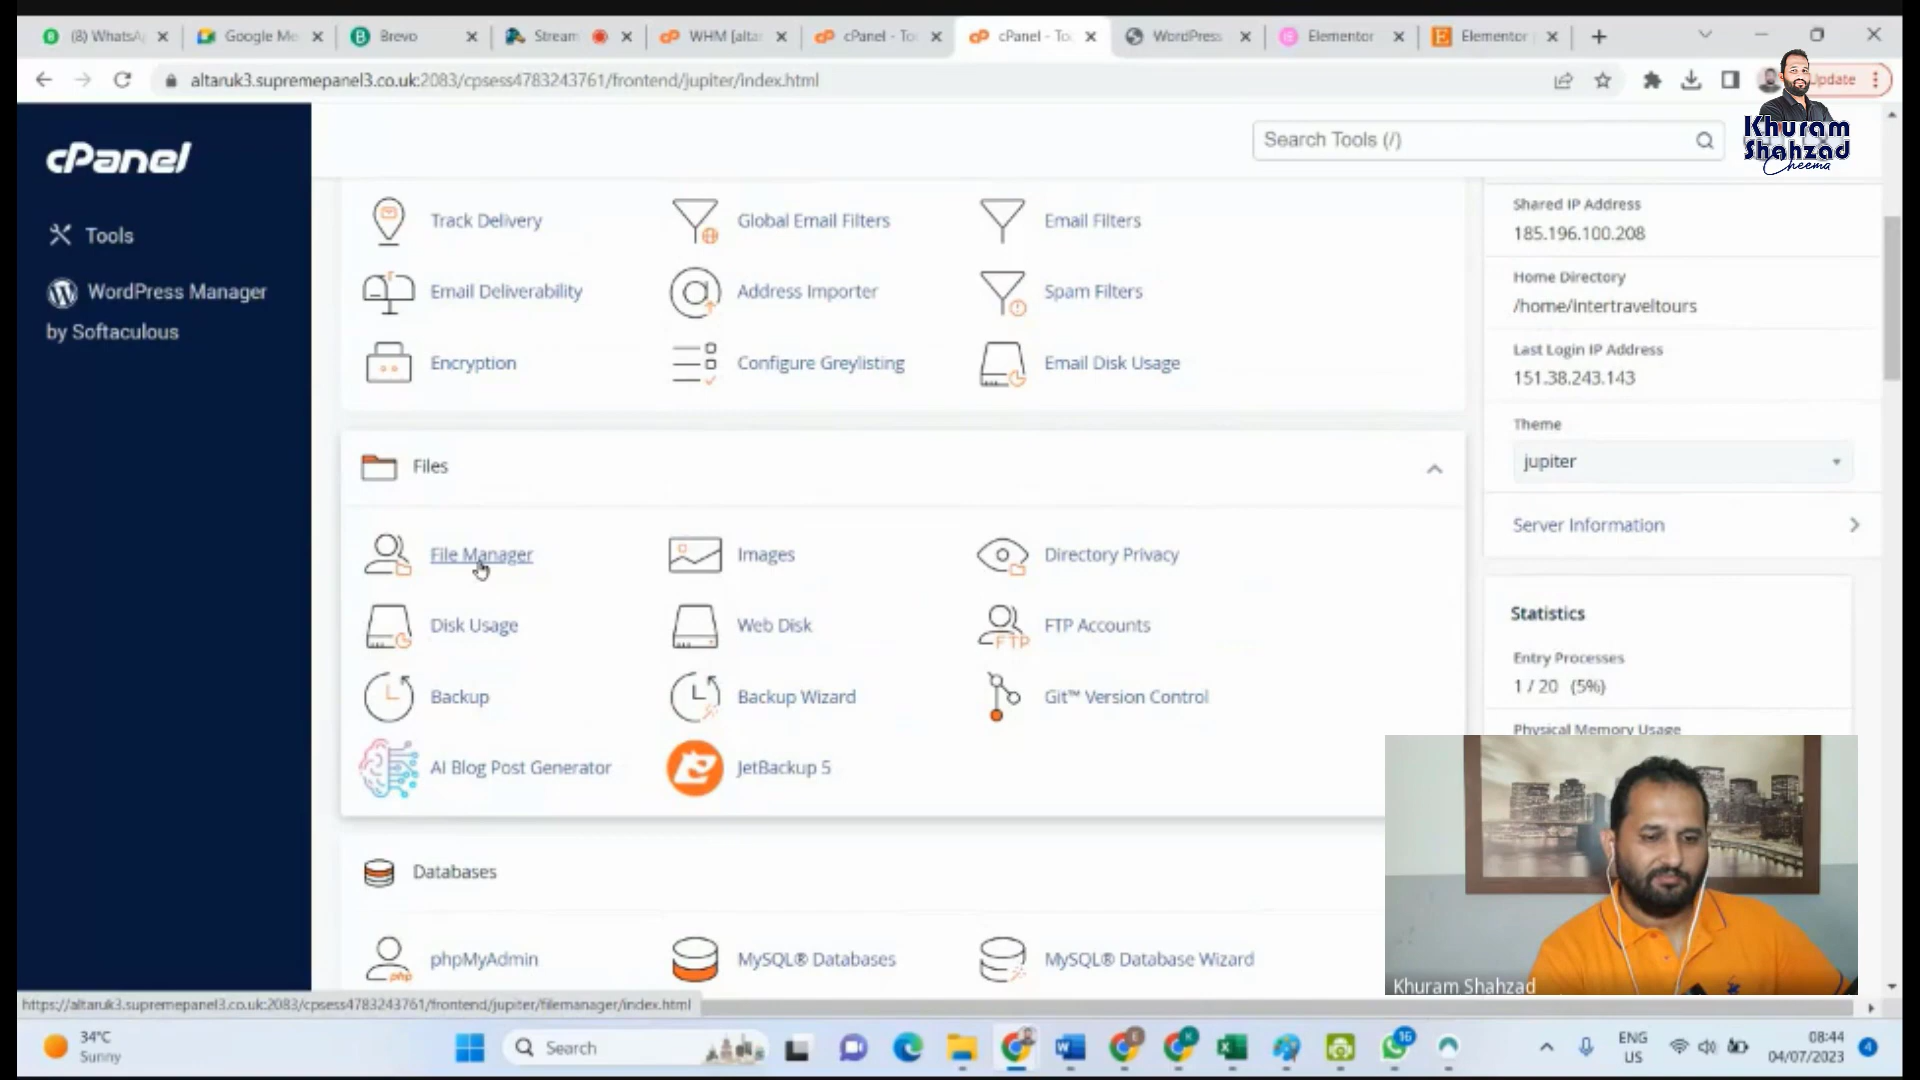 (8) WhatsA
Google Me
Brevo
Stream
WHM [altar
cPanel - To
cPanel - To
WordPress
Elementor
Elementor
altaruk3.supremepanel3.co.uk:2083/cpsess4783243761/frontend/jupiter/index.html
Update
Khuram
Shahzad
Cheema
cPanel
Search Tools (/)
Tools
WordPress Manager
by Softaculous
Track Delivery
Global Email Filters
Email Filters
Email Deliverability
Address Importer
Spam Filters
Encryption
Configure Greylisting
Email Disk Usage
Files
File Manager
Images
Directory Privacy
Disk Usage
Web Disk
FTP
FTP Accounts
Backup
Backup Wizard
Git™ Version Control
AI Blog Post Generator
JetBackup 5
Databases
php
phpMyAdmin
MySQL® Databases
MySQL® Database Wizard
Shared IP Address
185.196.100.208
Home Directory
/home/intertraveltours
Last Login IP Address
151.38.243.143
Theme
jupiter
Server Information
Statistics
Entry Processes
1 / 20 (5%)
Physical Memory Usage
Khuram Shahzad
https://altaruk3.supremepanel3.co.uk:2083/cpsess4783243761/frontend/jupiter/filemanager/index.html
34°C
Sunny
Search
16
ENG
US
08:44
04/07/2023
4